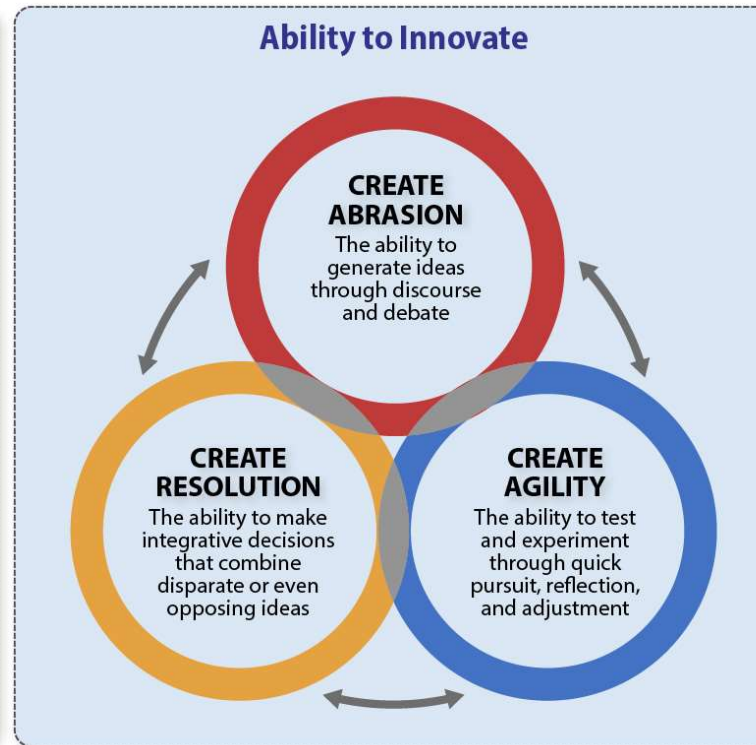 Ability to Innovate
CREATE
ABRASION
The ability to
generate ideas
through discourse
and debate
CREATE
RESOLUTION
The ability to make
integrative decisions
that combine
disparate or even
opposing ideas
CREATE
AGILITY
The ability to test
and experiment
through quick
pursuit, reflection,
and adjustment